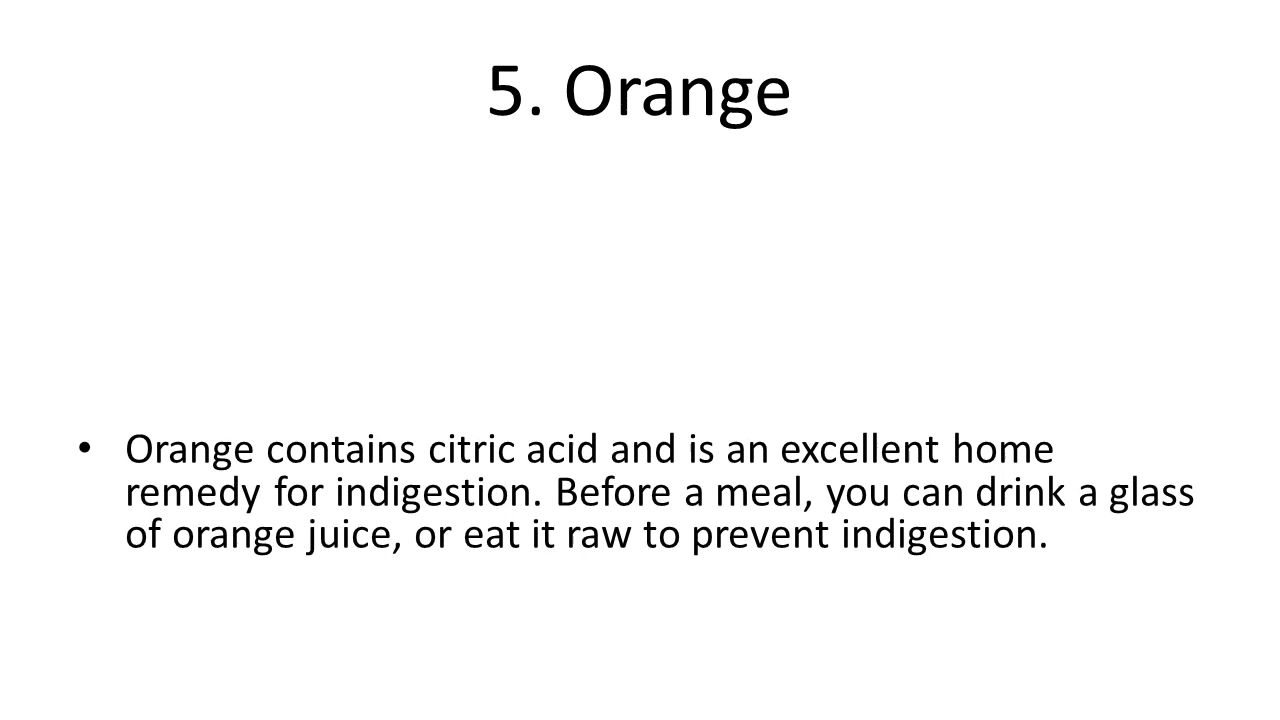 5. Orange
• Orange contains citric acid and is an excellent home
remedy for indigestion. Before a meal, you can drink a glass
of orange juice, or eat it raw to prevent indigestion.